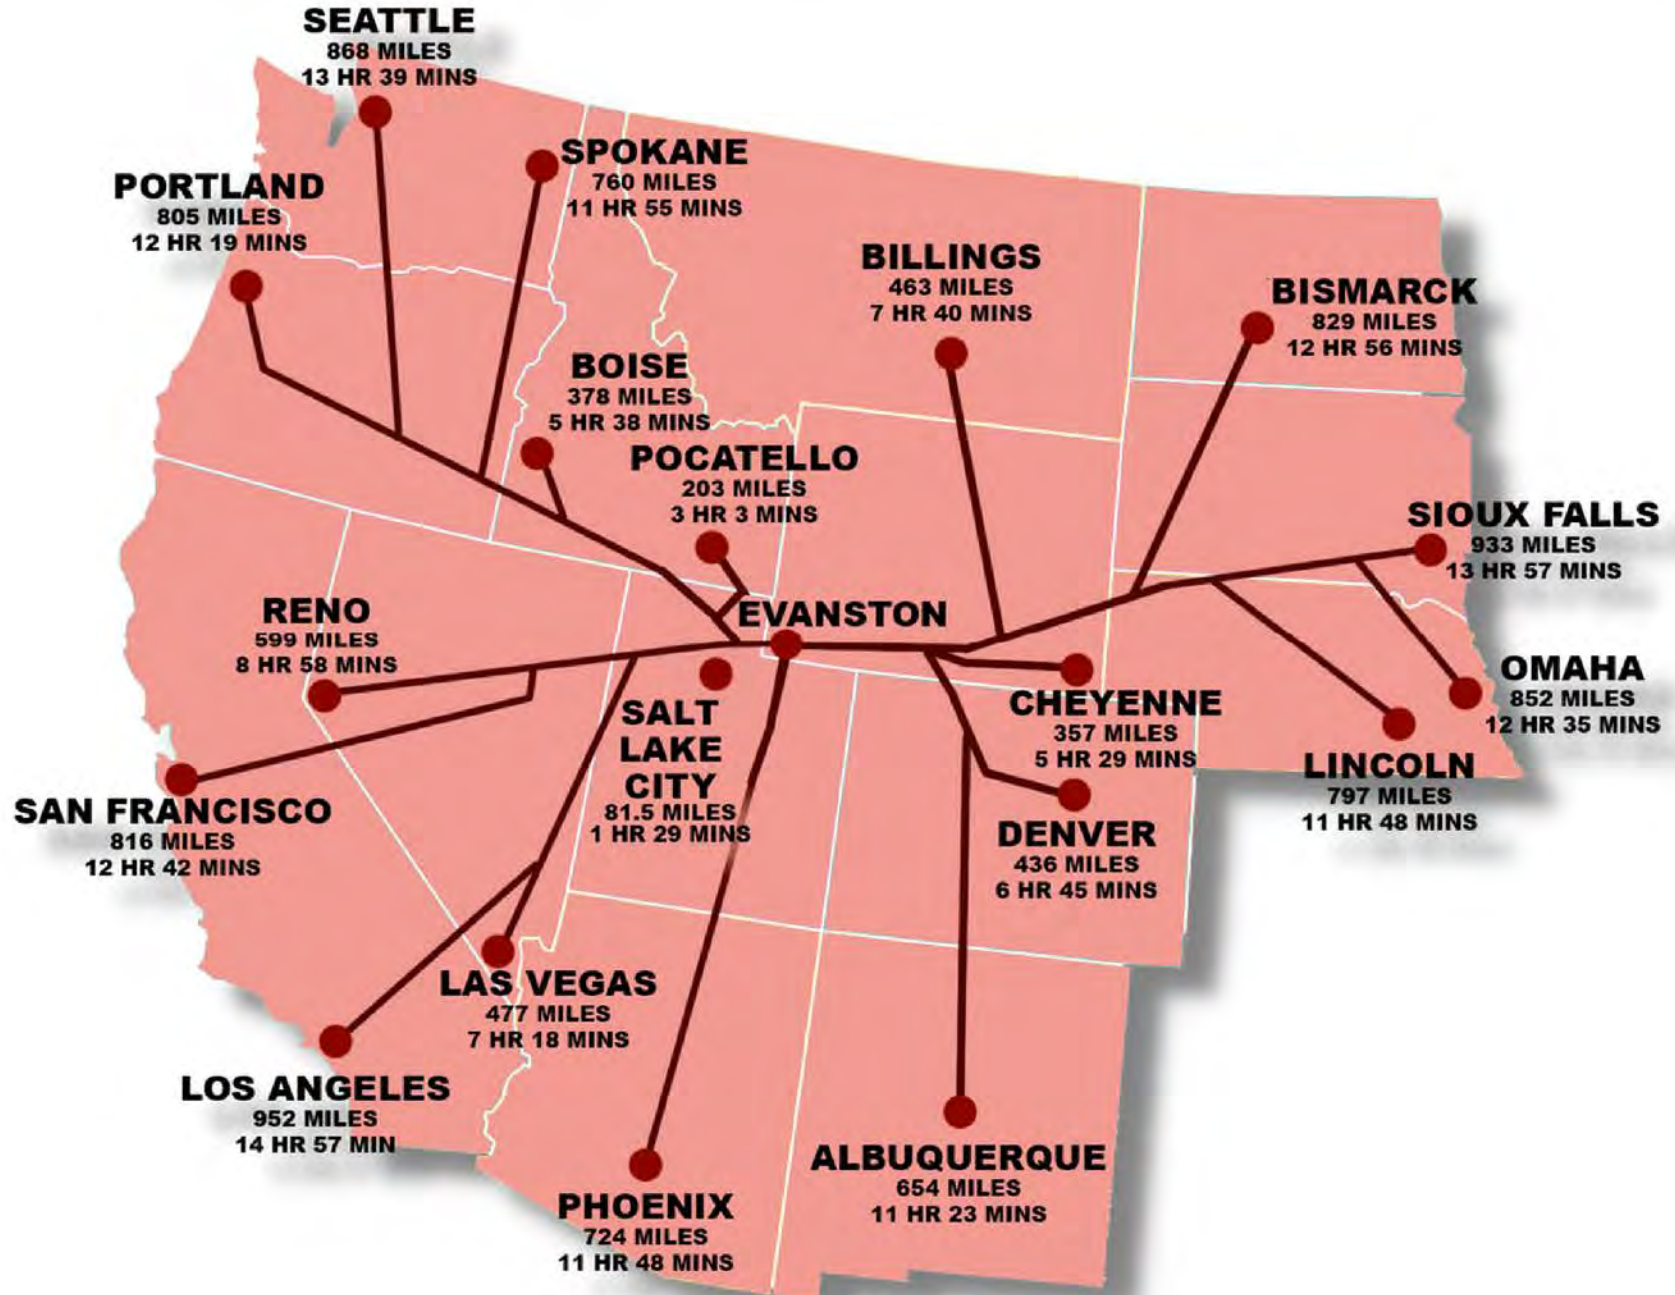 SEATTLE
868 MILES
13 HR 39 MINS
SPOKANE
760 MILES
11 HR 55 MINS
PORTLAND
805 MILES
12 HR 19 MINS
BILLINGS
463 MILES
7 HR 40 MINS
BISMARCK
829 MILES
12 HR 56 MINS
BOISE
378 MILES
5 HR 38 MINS
POCATELLO
203 MILES
3 HR 3 MINS
SIOUX FALLS
933 MILES
13 HR 57 MINS
RENO
599 MILES
8 HR 58 MINS
EVANSTON
OMAHA
852 MILES
12 HR 35 MINS
CHEYENNE
357 MILES
5 HR 29 MINS
SALT
LAKE
CITY
81.5 MILES
1 HR 29 MINS
LINCOLN
797 MILES
11 HR 48 MINS
SAN FRANCISCO
816 MILES
12 HR 42 MINS
DENVER
436 MILES
6 HR 45 MINS
LAS VEGAS
477 MILES
7 HR 18 MINS
LOS ANGELES
952 MILES
14 HR 57 MIN
ALBUQUERQUE
654 MILES
11 HR 23 MINS
PHOENIX
724 MILES
11 HR 48 MINS